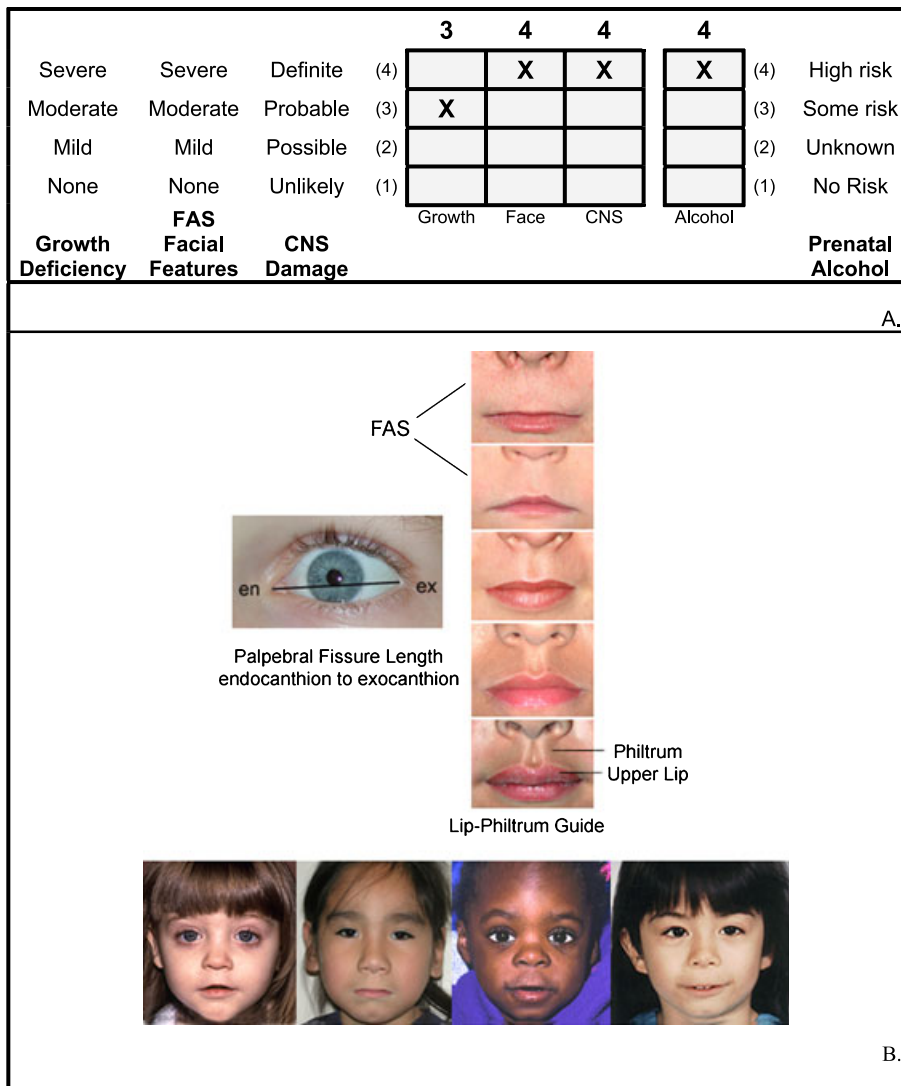 3 4 4 4
Severe Severe Definite (4) X X X (4) High risk
Moderate Moderate Probable (3) X (3) Some risk
Mild Mild Possible (2) (2) Unknown
None None Unlikely (1) (1) No Risk
Growth Face CNS Alcohol
FAS
Growth Facial CNS Prenatal
Deficiency Features Damage Alcohol
A.
FAS
en ex
Palpebral Fissure Length
endocanthion to exocanthion
Philtrum
Upper Lip
Lip-Philtrum Guide
B.